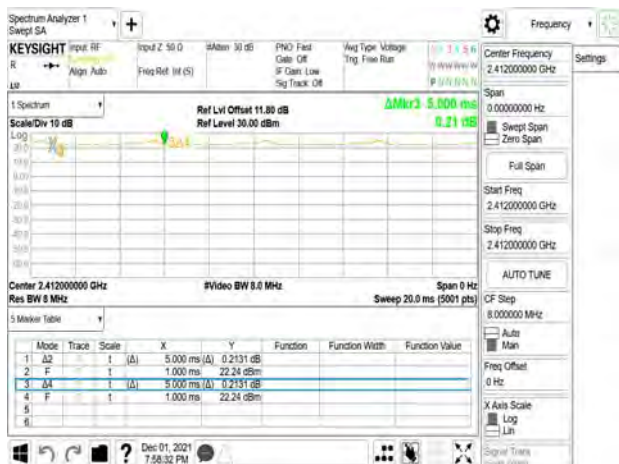 Spectrum Analyzer 1
Swept SA
+
Frequency
KEYSIGHT Input: RF Input Z: 50 Ω #Atten: 30 dB PNO: Fast Avg Type: Voltage
R Align: Auto Freq Ref: Int (S) Gate: Off Trig: Free Run
IF Gain: Low
Sig Track: Off
Center Frequency
2.412000000 GHz
Settings
Span
0.00000000 Hz
Swept Span
Zero Span
Full Span
Start Freq
2.412000000 GHz
Stop Freq
2.412000000 GHz
AUTO TUNE
CF Step
8.000000 MHz
Auto
Man
Freq Offset
0 Hz
X Axis Scale
Log
Lin
1 Spectrum
Scale/Div 10 dB
Ref Lvl Offset 11.80 dB
Ref Level 30.00 dBm
ΔMkr3 5.000 ms
0.21 dB
Log
Center 2.412000000 GHz #Video BW 8.0 MHz Span 0 Hz
Res BW 8 MHz Sweep 20.0 ms (5001 pts)
5 Marker Table
Mode Trace Scale X Y Function Function Width Function Value
1 Δ2 t (Δ) 5.000 ms (Δ) 0.2131 dB
2 F t 1.000 ms 22.24 dBm
3 Δ4 t (Δ) 5.000 ms (Δ) 0.2131 dB
4 F t 1.000 ms 22.24 dBm
5
6
Dec 01, 2021
7:58:32 PM